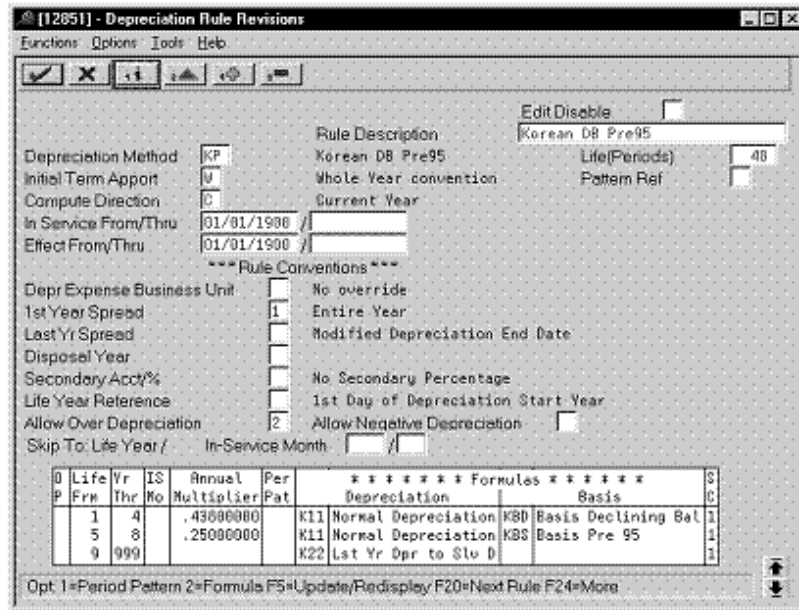 [12851] - Depreciation Rule Revisions
Functions Options Tools Help
Edit Disable
Rule Description Korean DB Pre95
Depreciation Method KP Korean DB Pre95 Life(Periods) 48
Initial Term Apport W Whole Year convention Pattern Ref
Compute Direction C Current Year
In Service From/Thru 01/01/1900 /
Effect From/Thru 01/01/1900 /
*** Rule Conventions ***
Depr Expense Business Unit No override
1st Year Spread 1 Entire Year
Last Yr Spread Modified Depreciation End Date
Disposal Year
Secondary Acct/% No Secondary Percentage
Life Year Reference 1st Day of Depreciation Start Year
Allow Over Depreciation 2 Allow Negative Depreciation
Skip To: Life Year / In-Service Month /
O Life Yr IS Annual Per * * * * * * * Formulas * * * * * * S
P Frm Thr Mo Multiplier Pat Depreciation Basis C
1 4 .43800000 K11 Normal Depreciation KBD Basis Declining Bal 1
5 8 .25000000 K11 Normal Depreciation KBS Basis Pre 95 1
9 999 K22 Lst Yr Dpr to Slv D 1
Opt: 1=Period Pattern 2=Formula F5=Update/Redisplay F20=Next Rule F24=More